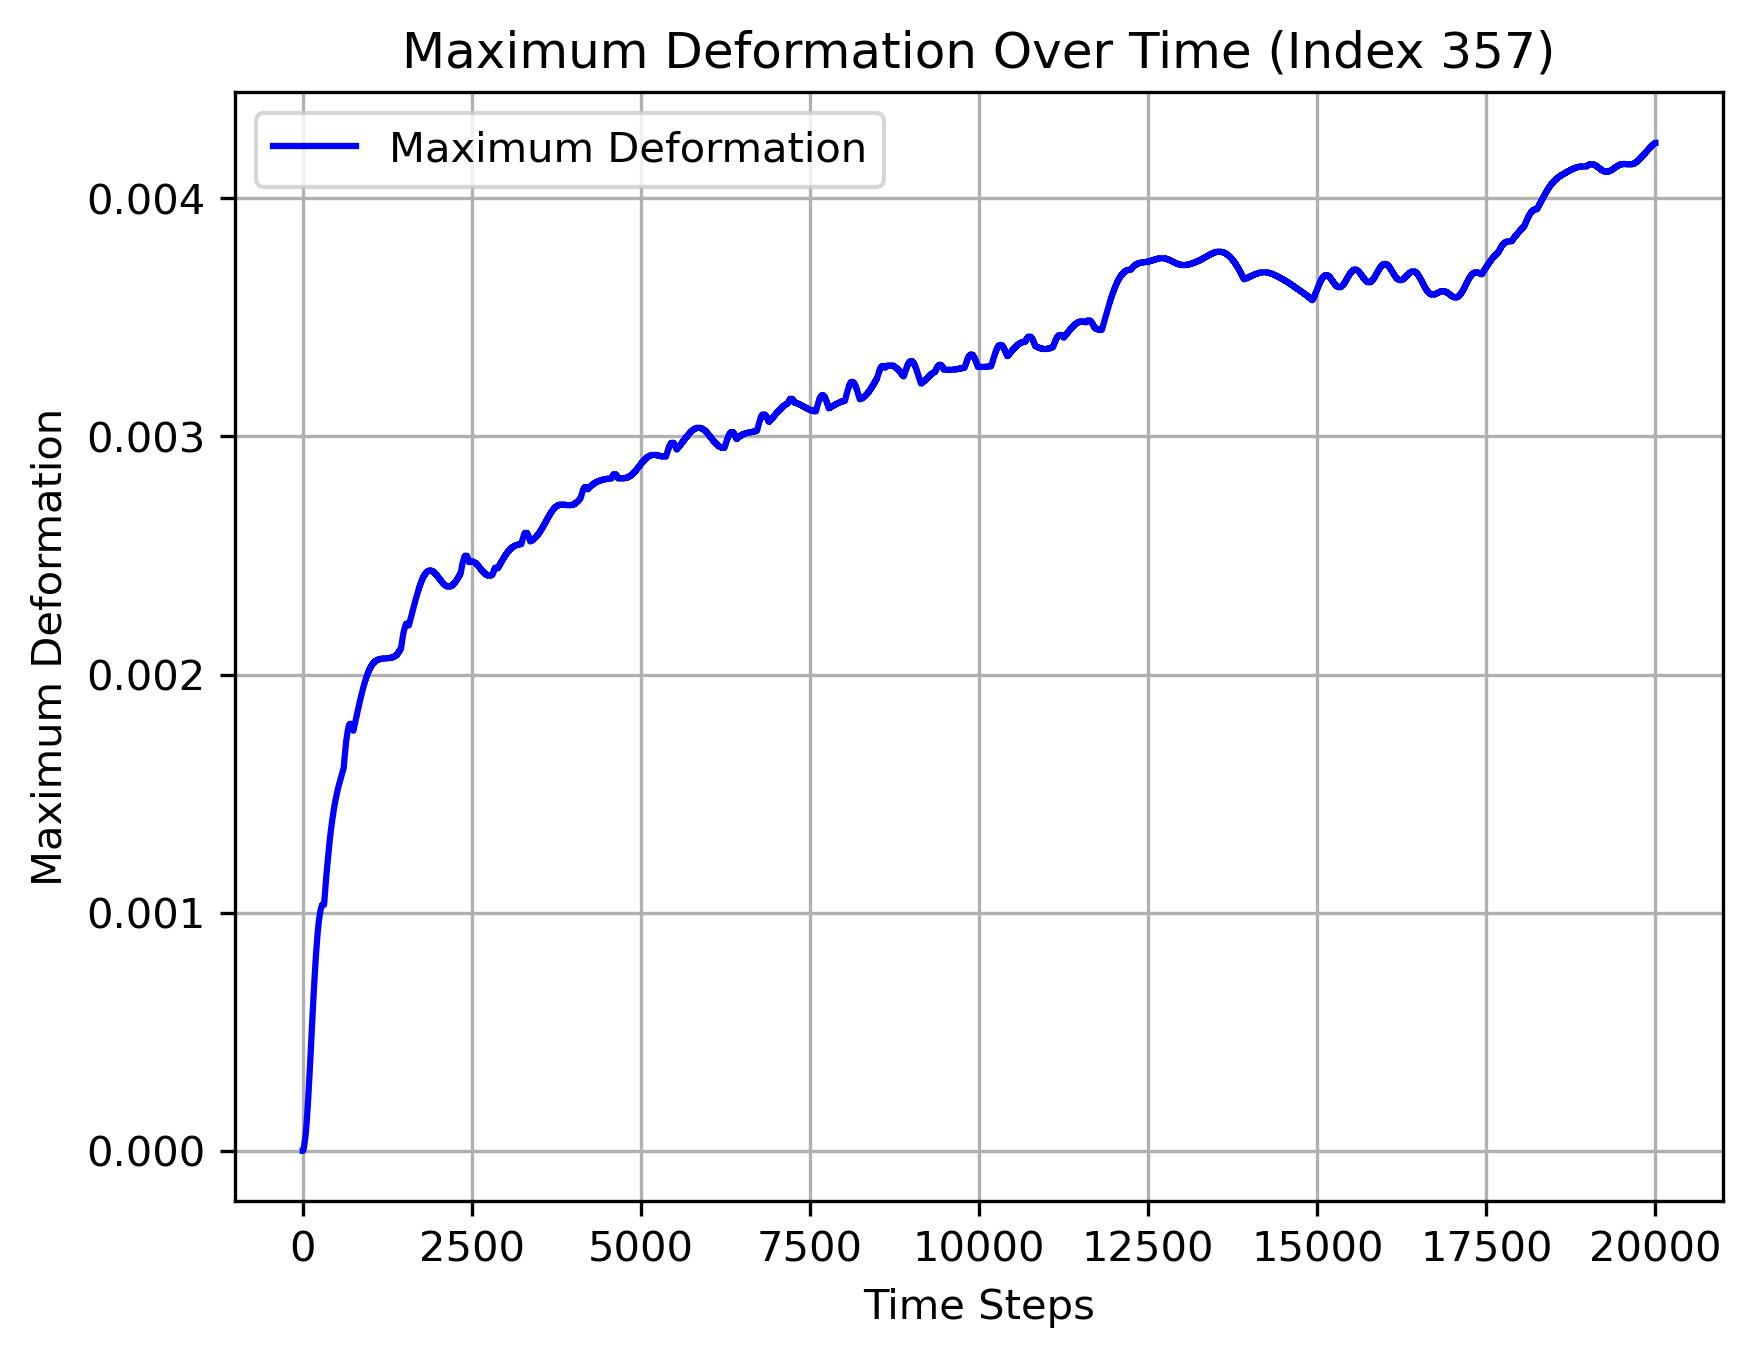 Maximum Deformation Over Time (Index 357)
Maximum Deformation
Maximum Deformation
0.004
0.003
0.002
0.001
0.000
0 2500 5000 7500 10000 12500 15000 17500 20000
Time Steps